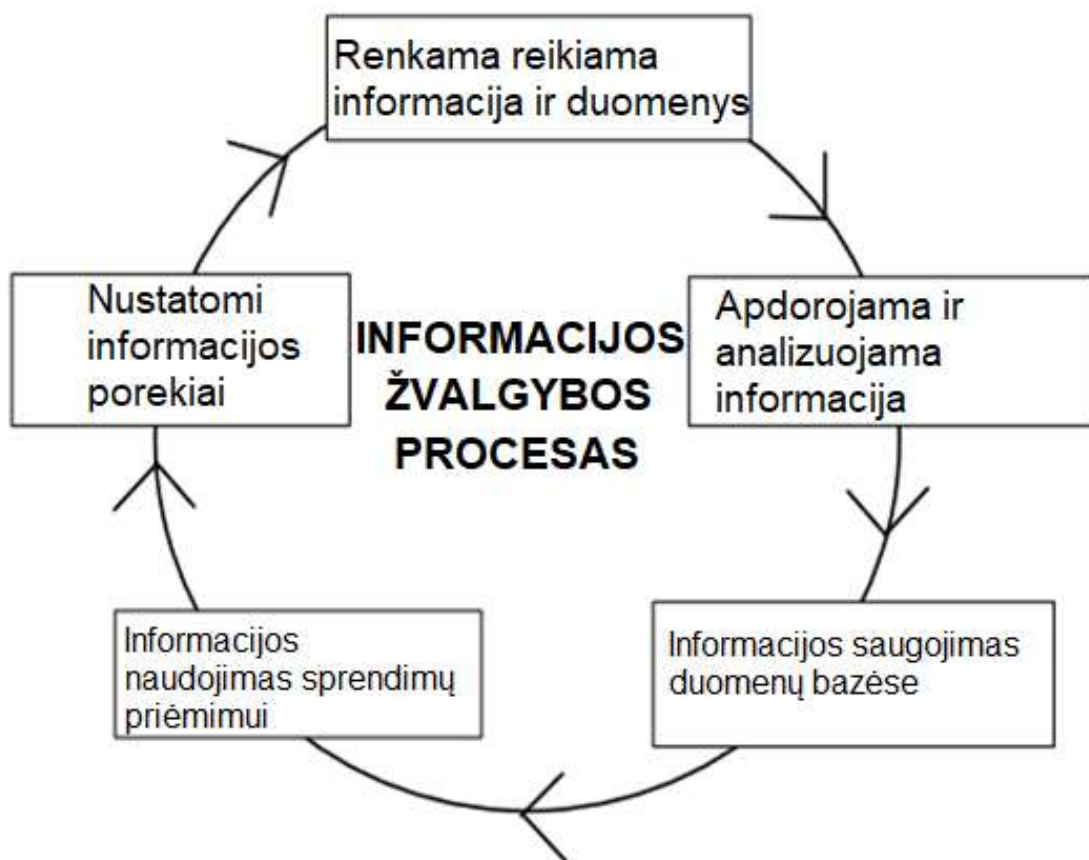 Renkama reikiama
informacija ir duomenys
Nustatomi
informacijos
porekiai
INFORMACIJOS
ŽVALGYBOS
PROCESAS
Apdorojama ir
analizuojama
informacija
Informacijos
naudojimas sprendimų
priėmimui
Informacijos saugojimas
duomenų bazėse